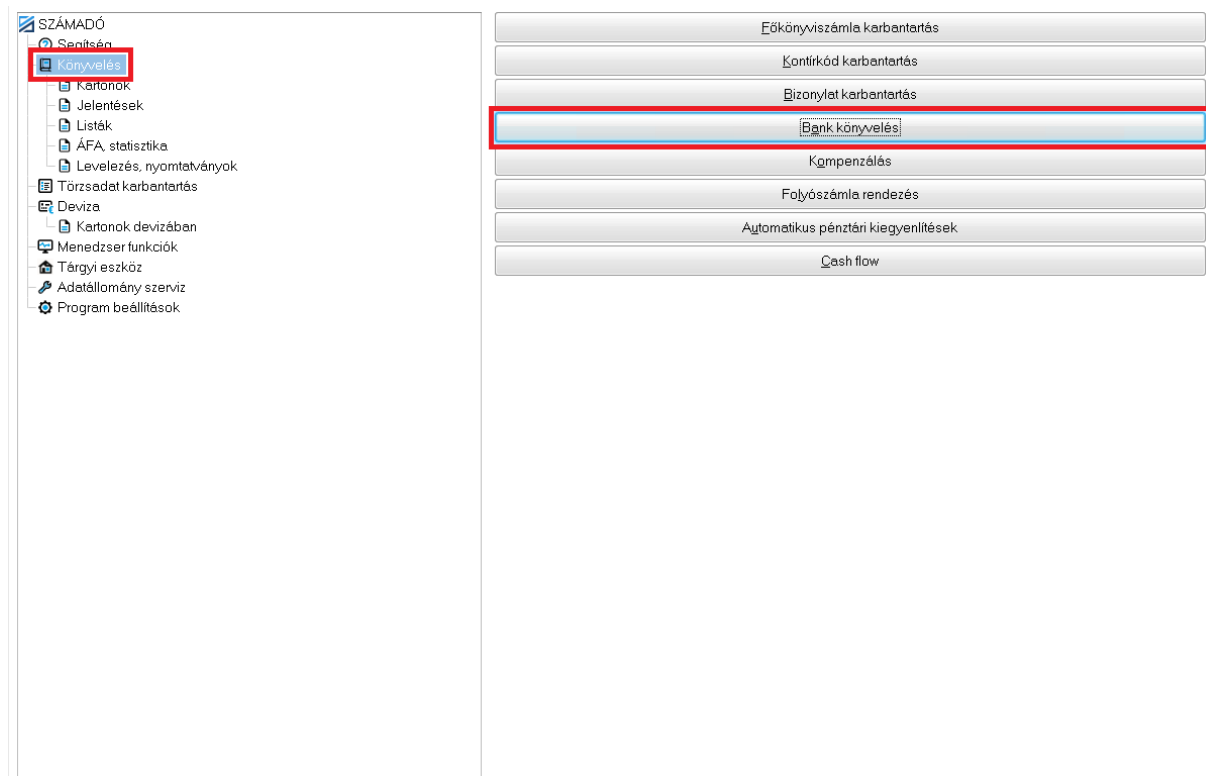 SZÁMADÓ
Segítség
Könyvelés
Kartonok
Jelentések
Listák
ÁFA, statisztika
Levelezés, nyomtatványok
Törzsadat karbantartás
Deviza
Kartonok devizában
Menedzser funkciók
Tárgyi eszköz
Adatállomány szerviz
Program beállítások
Főkönyviszámla karbantartás
Kontírkód karbantartás
Bizonylat karbantartás
Bank könyvelés
Kompenzálás
Folyószámla rendezés
Automatikus pénztári kiegyenlítések
Cash flow